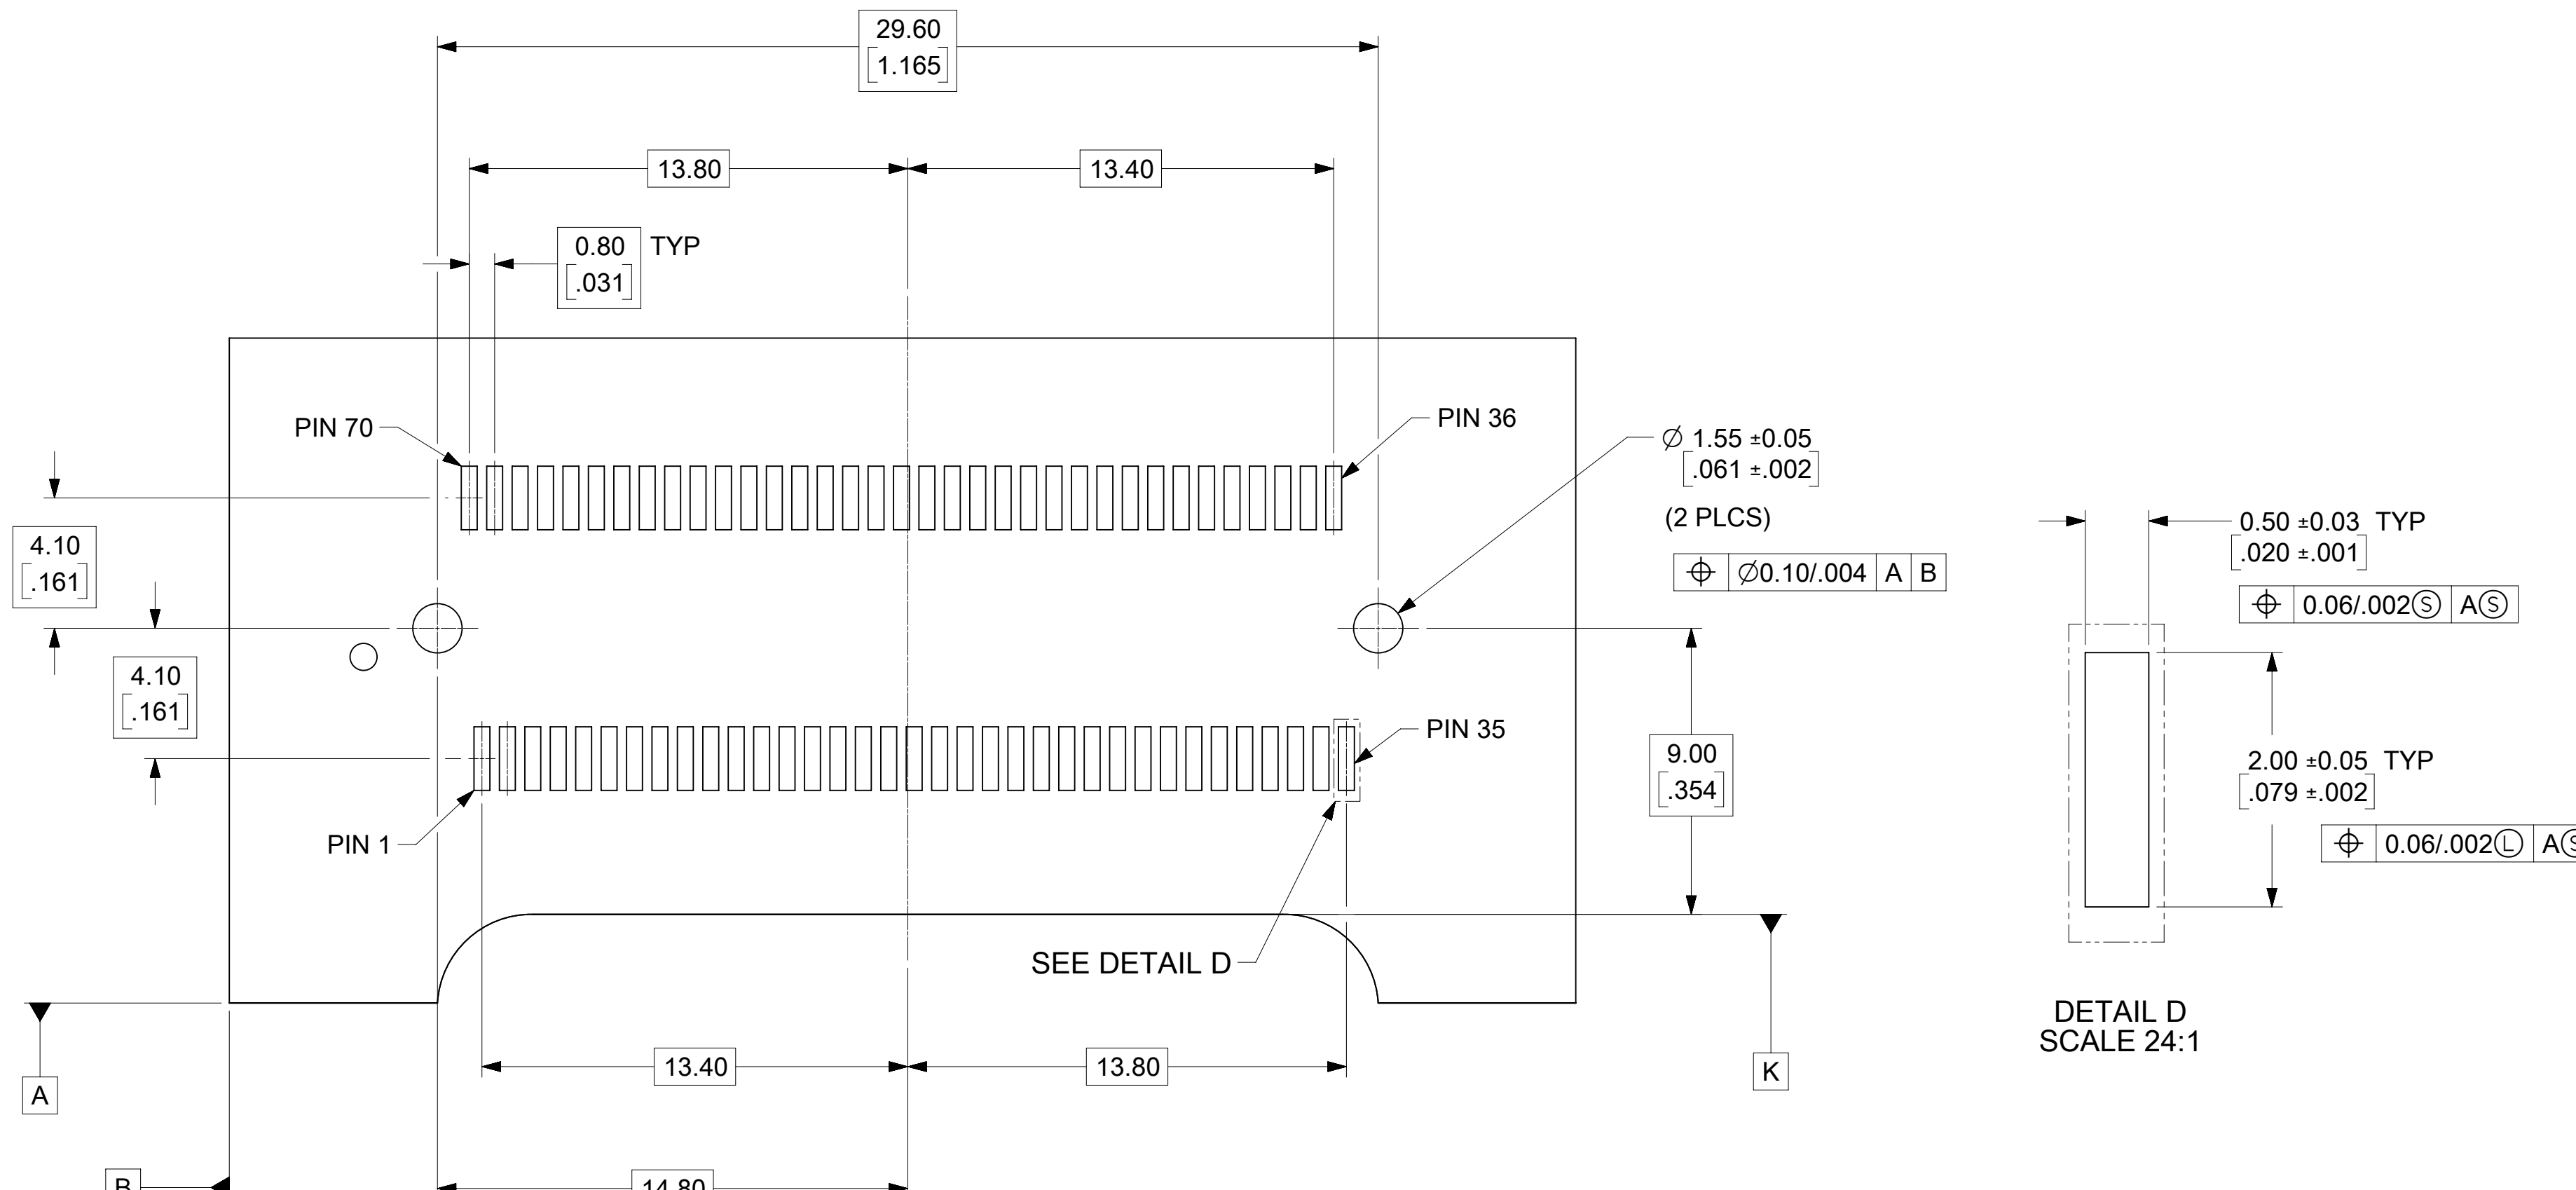 29.60
[1.165]
13.80
13.40
0.80 TYP
[.031]
PIN 70
PIN 36
⌀ 1.55 ±0.05
[.061 ±.002]
(2 PLCS)
⌖ ⌀0.10/.004 A B
4.10
[.161]
4.10
[.161]
PIN 35
PIN 1
9.00
[.354]
SEE DETAIL D
0.50 ±0.03 TYP
[.020 ±.001]
⌖ 0.06/.002Ⓢ AⓈ
2.00 ±0.05 TYP
[.079 ±.002]
⌖ 0.06/.002Ⓛ AⓈ
DETAIL D
SCALE 24:1
13.40
13.80
A
K
B
14.80